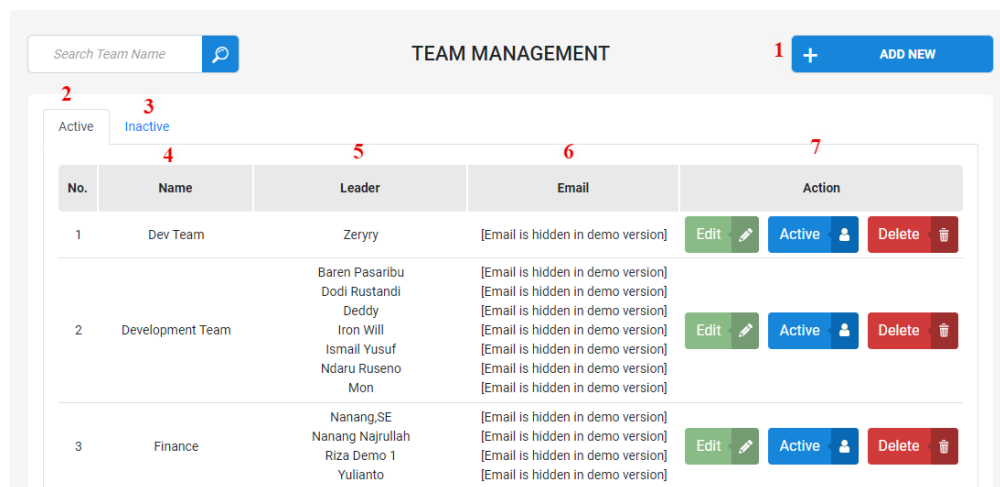 Search Team Name
TEAM MANAGEMENT
1
ADD NEW
2
3
Active
Inactive
4
5
6
7
No. Name Leader Email Action
1 Dev Team Zeryry [Email is hidden in demo version] Edit Active Delete
Baren Pasaribu [Email is hidden in demo version]
Dodi Rustandi [Email is hidden in demo version]
Deddy [Email is hidden in demo version]
2 Development Team Iron Will [Email is hidden in demo version] Edit Active Delete
Ismail Yusuf [Email is hidden in demo version]
Ndaru Ruseno [Email is hidden in demo version]
Mon [Email is hidden in demo version]
Nanang,SE [Email is hidden in demo version]
Nanang Najrullah [Email is hidden in demo version]
3 Finance Edit Active Delete
Riza Demo 1 [Email is hidden in demo version]
Yulianto [Email is hidden in demo version]